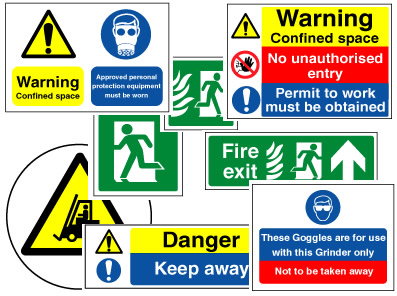 Warning
Confined space
Approved personal
protection equipment
must be worn
Warning
Confined space
No unauthorised
entry
Permit to work
must be obtained
Fire
exit
Danger
Keep away
These Goggles are for use
with this Grinder only
Not to be taken away